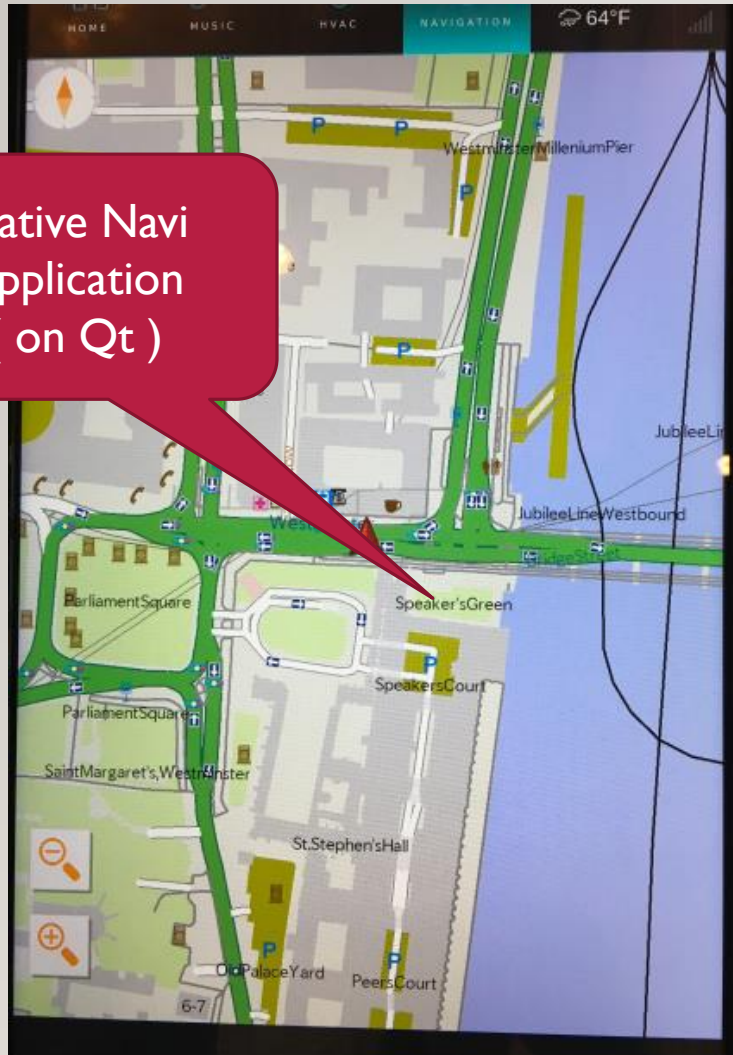 HOME
MUSIC
HVAC
NAVIGATION
64°F
P
P
WestminsterMilleniumPier
P
ative Navi
pplication
( on Qt )
P
JubileeLi
JubileeLineWestbound
BridgeStreet
ParliamentSquare
Speaker'sGreen
P
SpeakersCourt
ParliamentSquare
SaintMargaret's,Westminster
St.Stephen'sHall
P
OldPalaceYard
P
PeersCourt
6-7